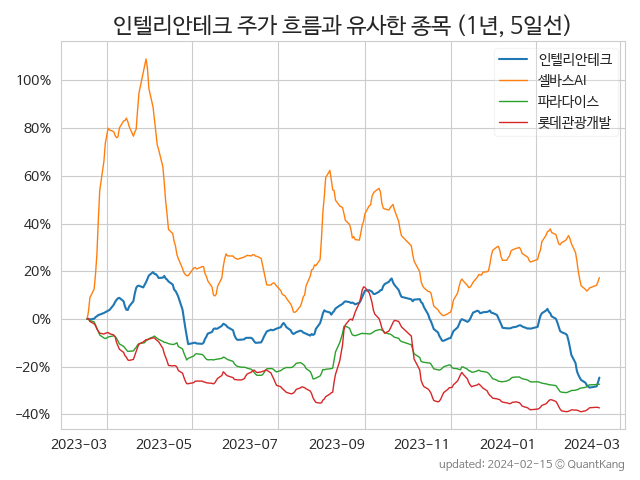 인텔리안테크 주가 흐름과 유사한 종목 (1년, 5일선)
인텔리안테크
셀바스AI
파라다이스
롯데관광개발
100%
80%
60%
40%
20%
0%
−20%
−40%
2023-03 2023-05 2023-07 2023-09 2023-11 2024-01 2024-03
updated: 2024-02-15 © QuantKang